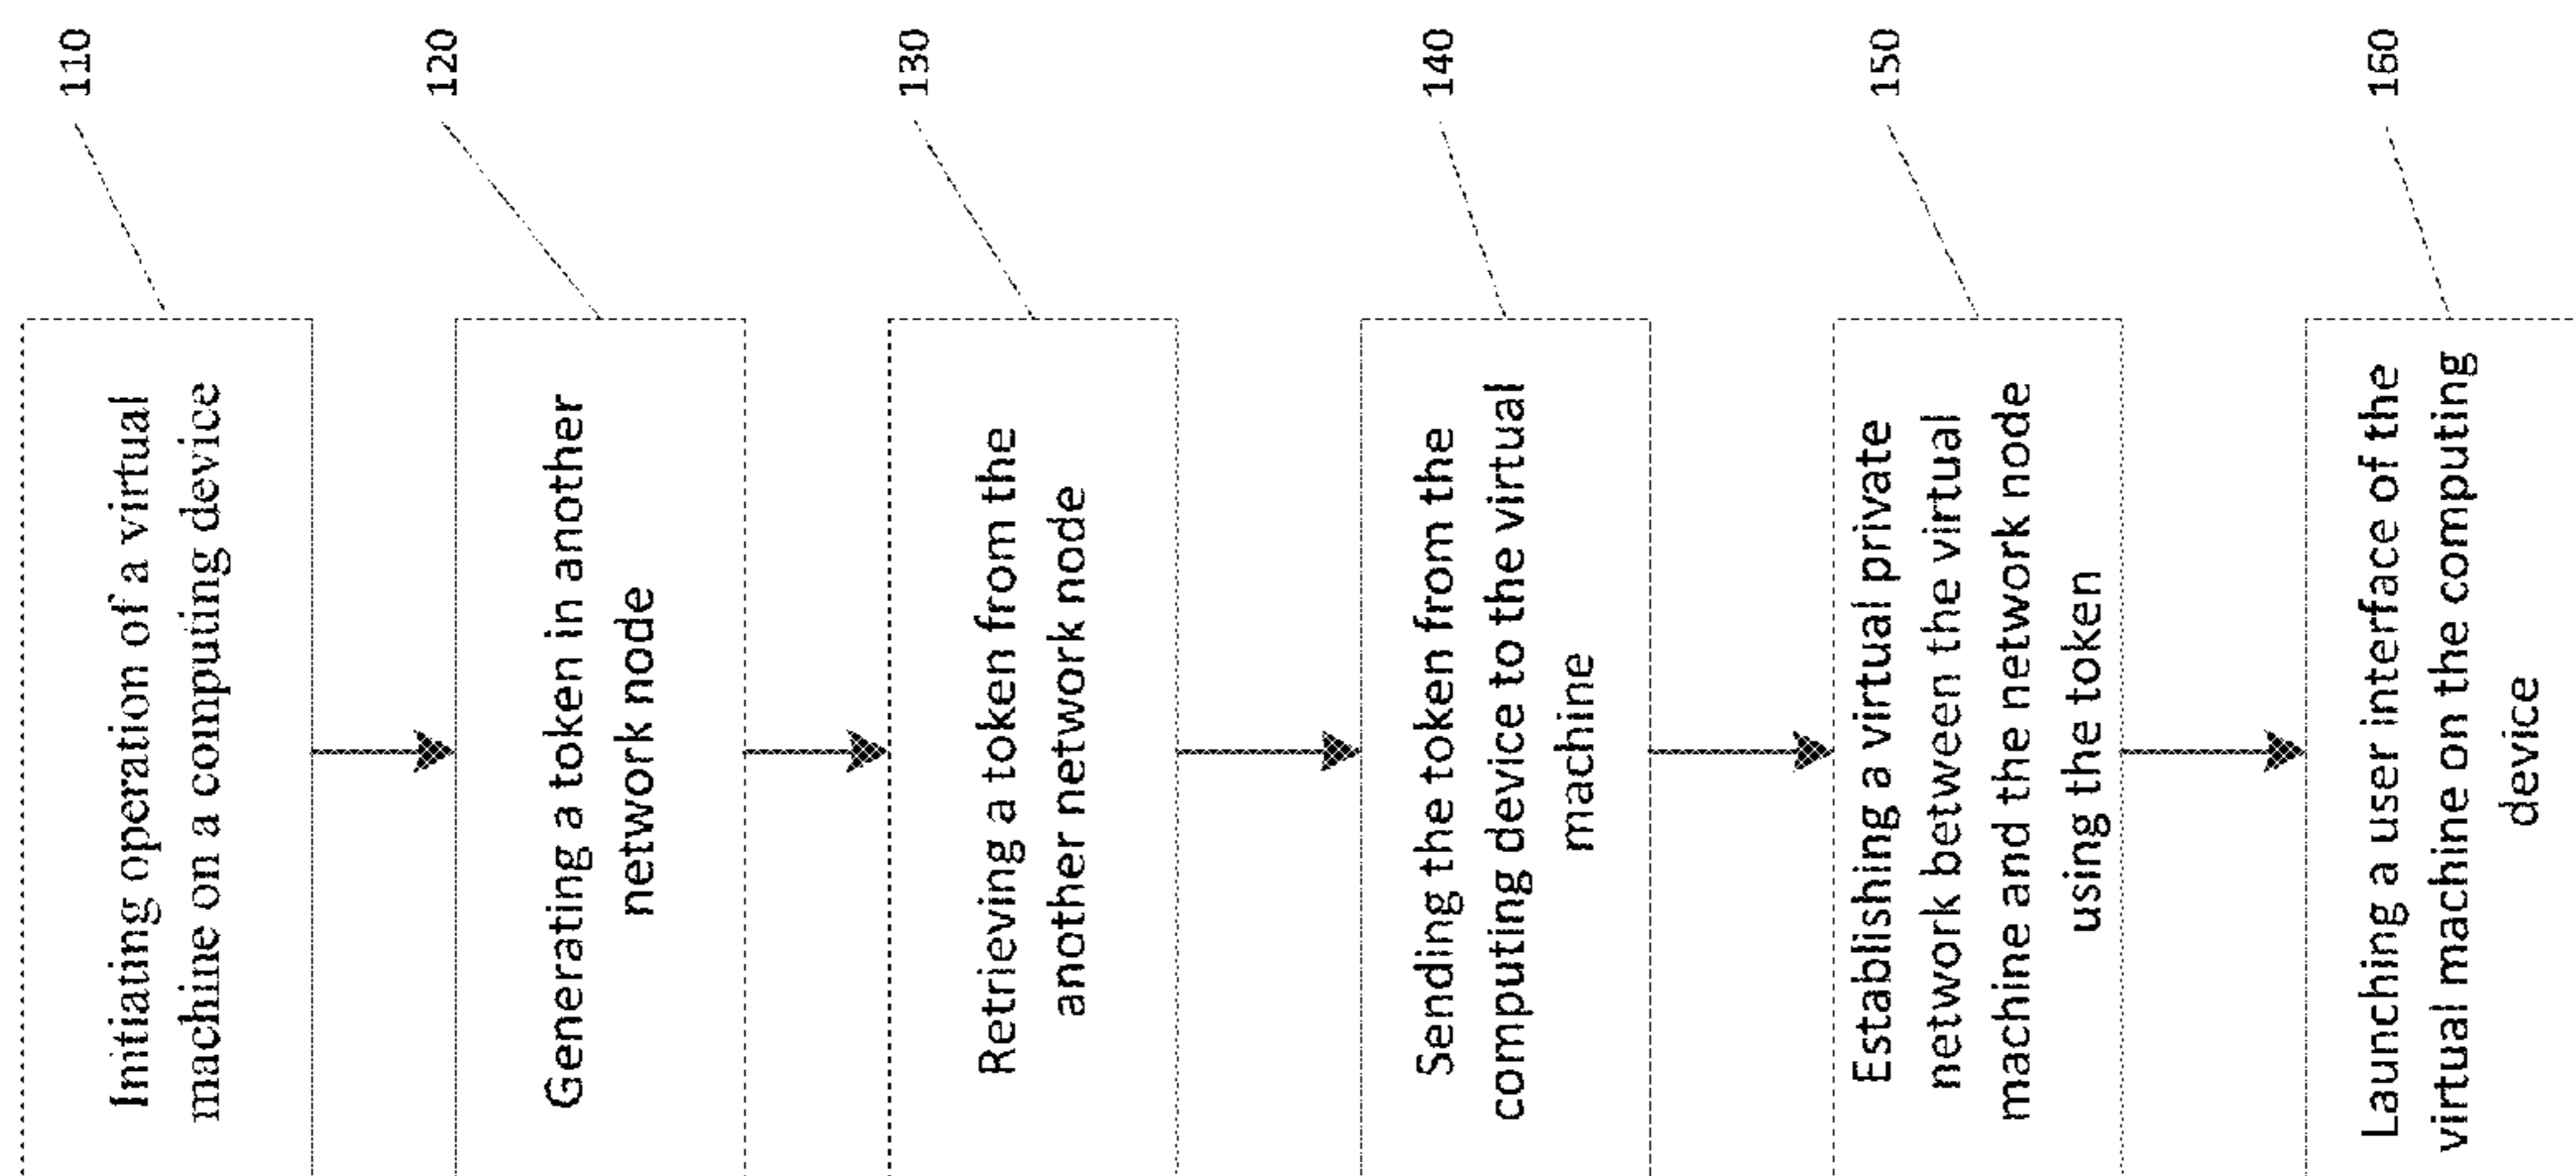 110
Initiating operation of a virtual
machine on a computing device
120
Generating a token in another
network node
130
Retrieving a token from the
another network node
140
Sending the token from the
computing device to the virtual
machine
150
Establishing a virtual private
network between the virtual
machine and the network node
using the token
160
Launching a user interface of the
virtual machine on the computing
device